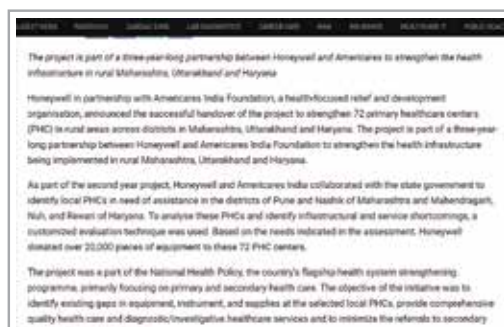 The project is part of a three-year-long partnership between Honeywell and Americares to strengthen the health
infrastructure in rural Maharashtra, Uttarakhand and Haryana
Honeywell in partnership with Americares India Foundation, a health-focused relief and development
organisation, announced the successful handover of the project to strengthen 72 primary healthcare centers
(PHC) in rural areas across districts in Maharashtra, Uttarakhand and Haryana. The project is part of a three-year-
long partnership between Honeywell and Americares India Foundation to strengthen the health infrastructure
being implemented in rural Maharashtra, Uttarakhand and Haryana.
As part of the second year project, Honeywell and Americares India collaborated with the state government to
identify local PHCs in need of assistance in the districts of Pune and Nashik of Maharashtra and Mahendragarh,
Nuh, and Rewari of Haryana. To analyse these PHCs and identify infrastructural and service shortcomings, a
customized evaluation technique was used. Based on the needs indicated in the assessment. Honeywell
donated over 20,000 pieces of equipment to these 72 PHC centers.
The project was a part of the National Health Policy, the country's flagship health system strengthening
programme, primarily focusing on primary and secondary health care. The objective of the initiative was to
identify existing gaps in equipment, instrument, and supplies at the selected local PHCs, provide comprehensive
quality health care and diagnostic/investigative healthcare services and to minimize the referrals to secondary